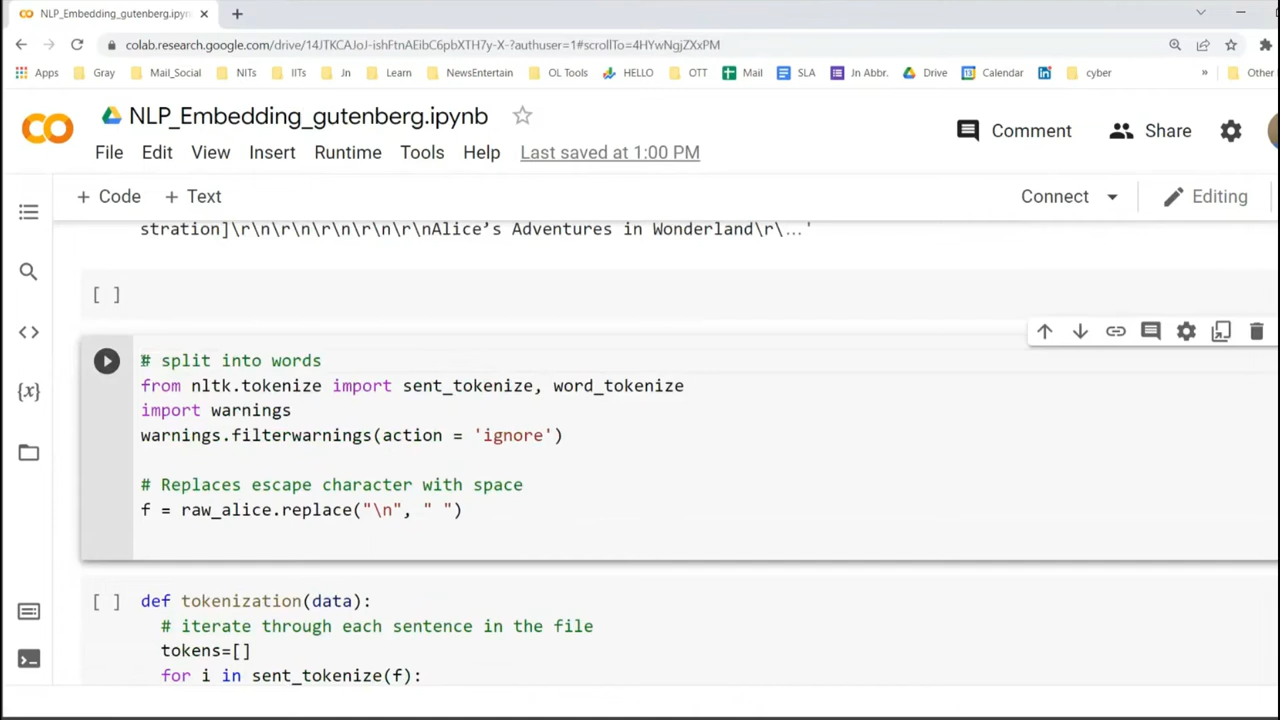 NLP_Embedding_gutenberg.ipyn
colab.research.google.com/drive/14JTKCAJoJ-ishFtnAEibC6pbXTH7y-X-?authuser=1#scrollTo=4HYwNgjZXxPM
Apps Gray Mail_Social NITs IITs Jn Learn NewsEntertain OL Tools HELLO OTT Mail SLA Jn Abbr. Drive Calendar cyber » Other
NLP_Embedding_gutenberg.ipynb
File Edit View Insert Runtime Tools Help Last saved at 1:00 PM
Comment Share
+ Code + Text
Connect Editing
stration]\r\n\r\n\r\n\r\n\r\nAlice’s Adventures in Wonderland\r\…'
[ ]
# split into words
from nltk.tokenize import sent_tokenize, word_tokenize
import warnings
warnings.filterwarnings(action = 'ignore')
# Replaces escape character with space
f = raw_alice.replace("\n", " ")
[ ] def tokenization(data):
# iterate through each sentence in the file
tokens=[]
for i in sent_tokenize(f):